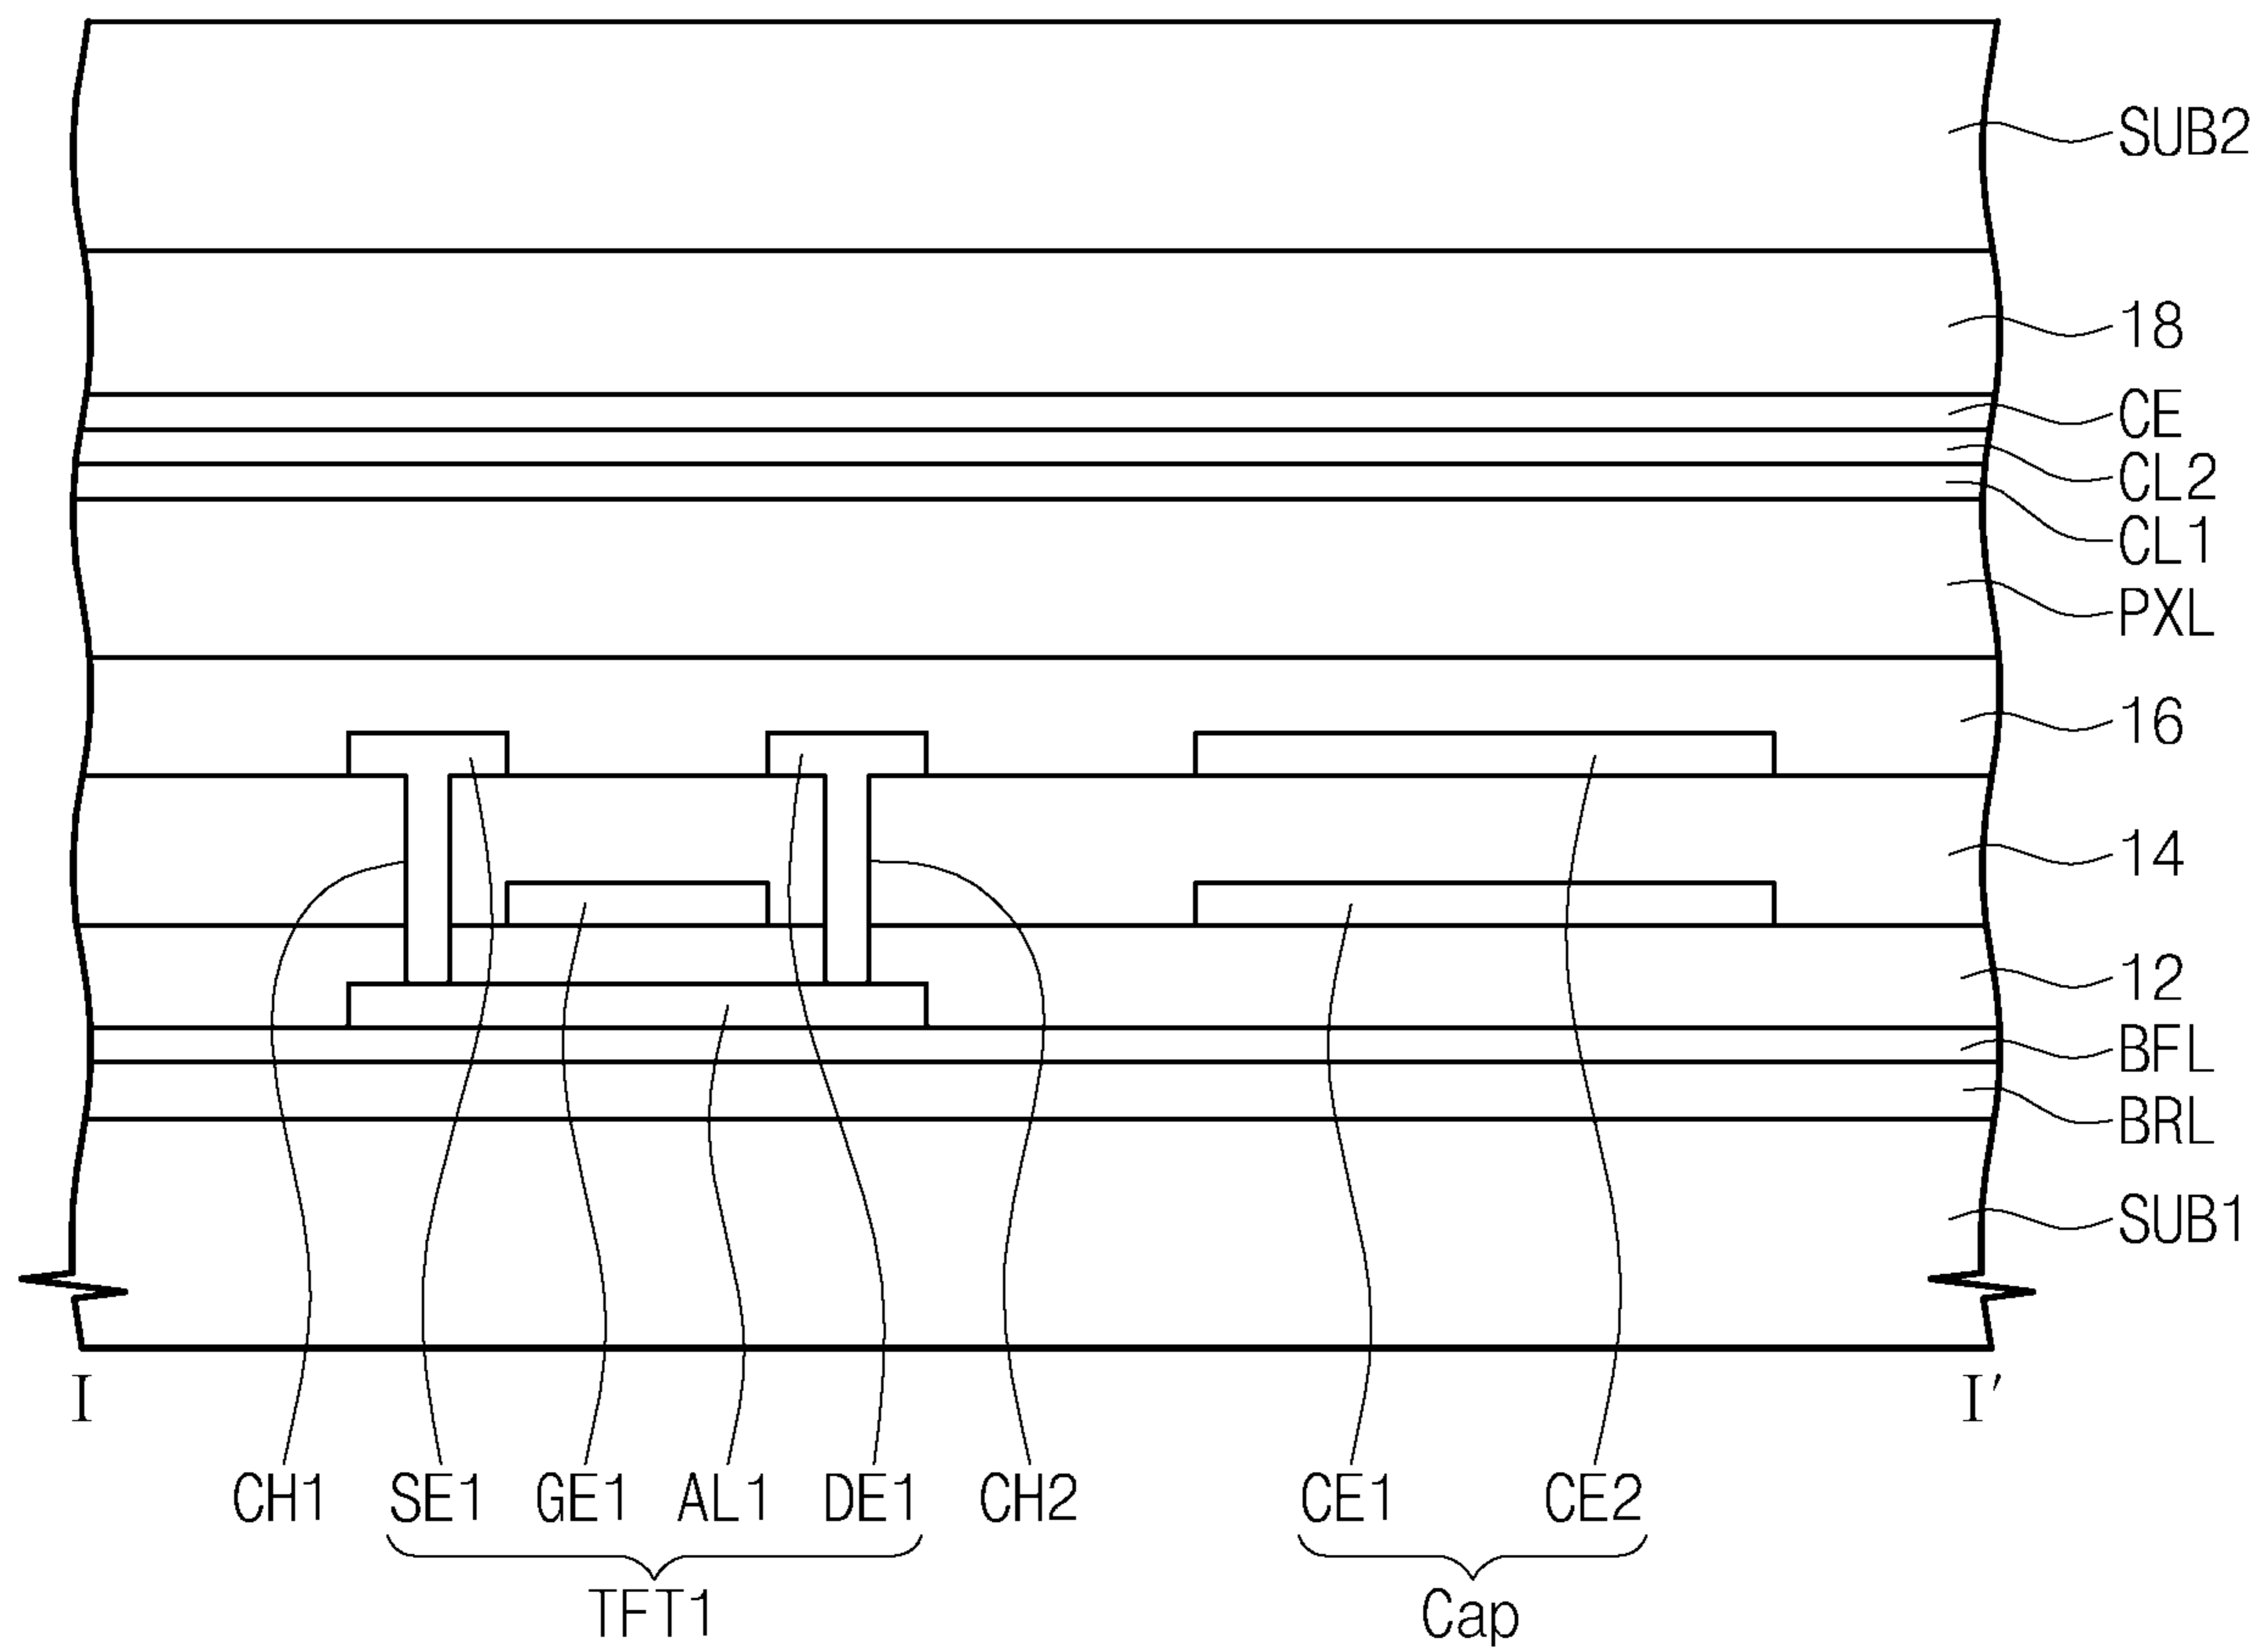 SUB2
18
CE
CL2
CL1
PXL
16
14
12
BFL
BRL
SUB1
I I'
CH1 SE1 GE1 AL1 DE1 CH2 CE1 CE2
TFT1 Cap